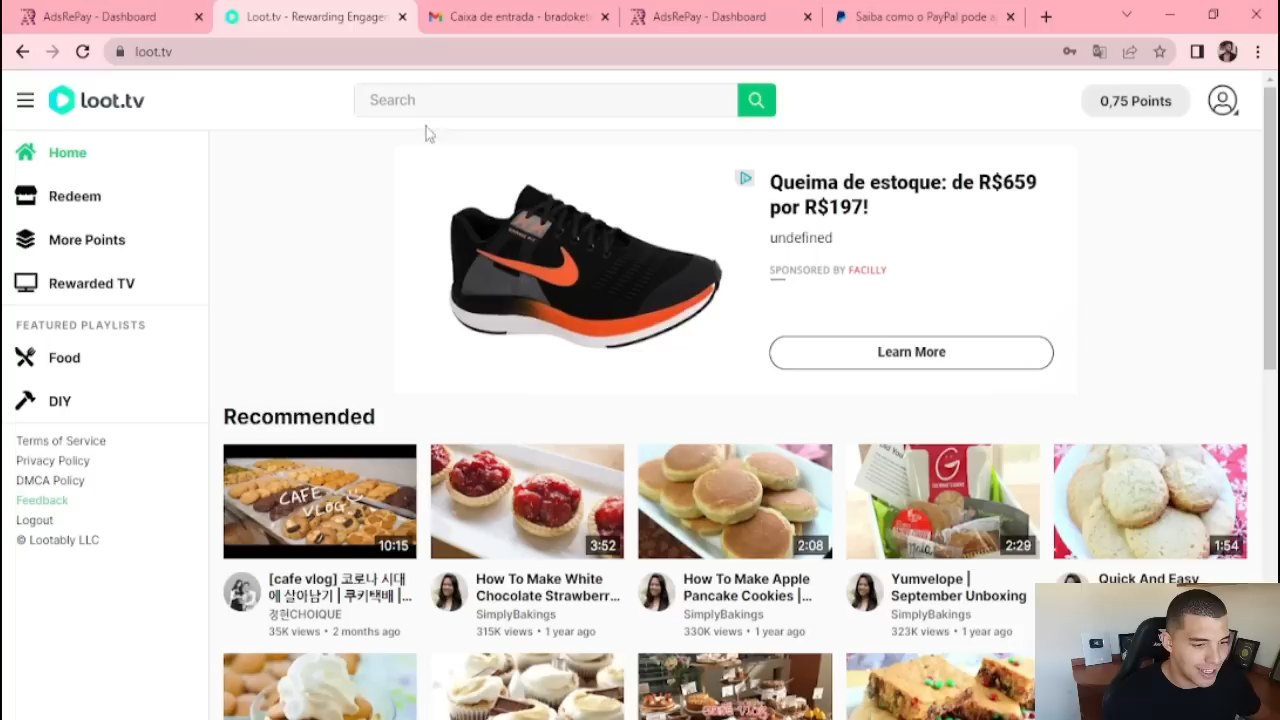 AdsRePay - Dashboard
Loot.tv - Rewarding Engagem
Caixa de entrada - bradoket
AdsRePay - Dashboard
Saiba como o PayPal pode a
loot.tv
loot.tv
Search
0,75 Points
Home
Redeem
More Points
Rewarded TV
FEATURED PLAYLISTS
Food
DIY
Terms of Service
Privacy Policy
DMCA Policy
Feedback
Logout
© Lootably LLC
Queima de estoque: de R$659
por R$197!
undefined
SPONSORED BY FACILLY
Learn More
Recommended
CAFE
VLOG
10:15
3:52
2:08
2:29
1:54
[cafe vlog] 코로나 시대
에 살아남기 | 쿠키택배 |...
정현CHOIQUE
35K views • 2 months ago
How To Make White
Chocolate Strawberr...
SimplyBakings
315K views • 1 year ago
How To Make Apple
Pancake Cookies |...
SimplyBakings
330K views • 1 year ago
Yumvelope |
September Unboxing
SimplyBakings
323K views • 1 year ago
Quick And Easy